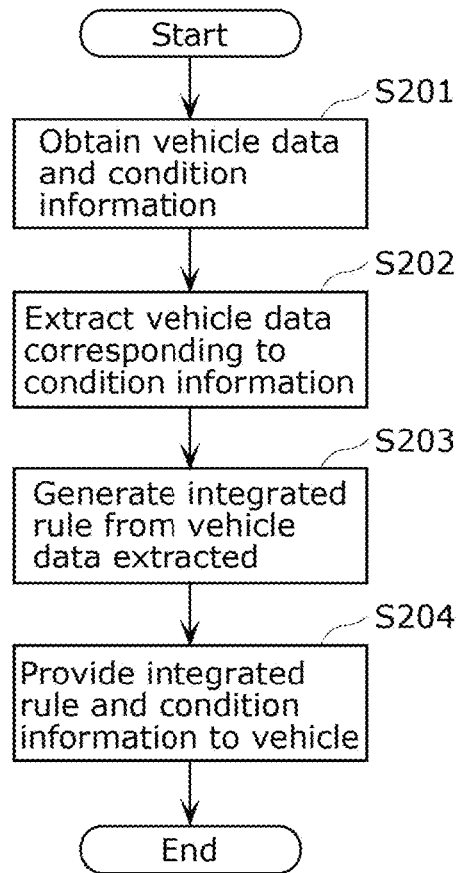 Start
S201
Obtain vehicle data
and condition
information
S202
Extract vehicle data
corresponding to
condition information
S203
Generate integrated
rule from vehicle
data extracted
S204
Provide integrated
rule and condition
information to vehicle
End